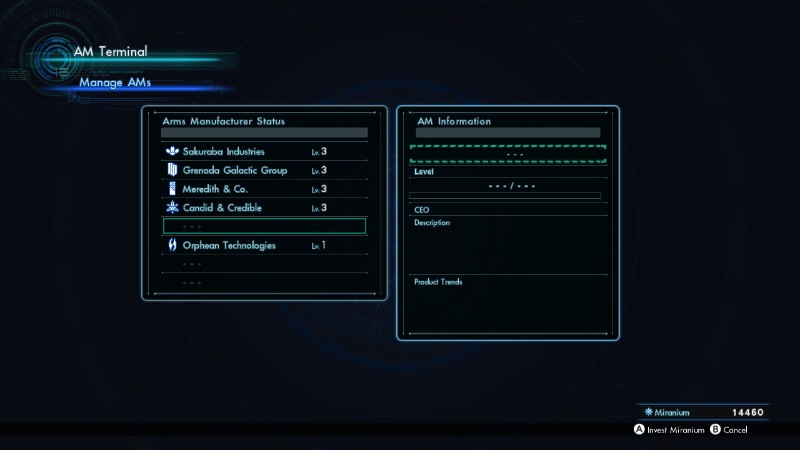 AM Terminal
Manage AMs
Arms Manufacturer Status
Sakuraba Industries Lv. 3
Grenada Galactic Group Lv. 3
Meredith & Co. Lv. 3
Candid & Credible Lv. 3
- - -
Orphean Technologies Lv. 1
- - -
- - -
AM Information
- - -
Level
- - - / - - -
CEO
Description
Product Trends
Miranium 14460
A Invest Miranium B Cancel